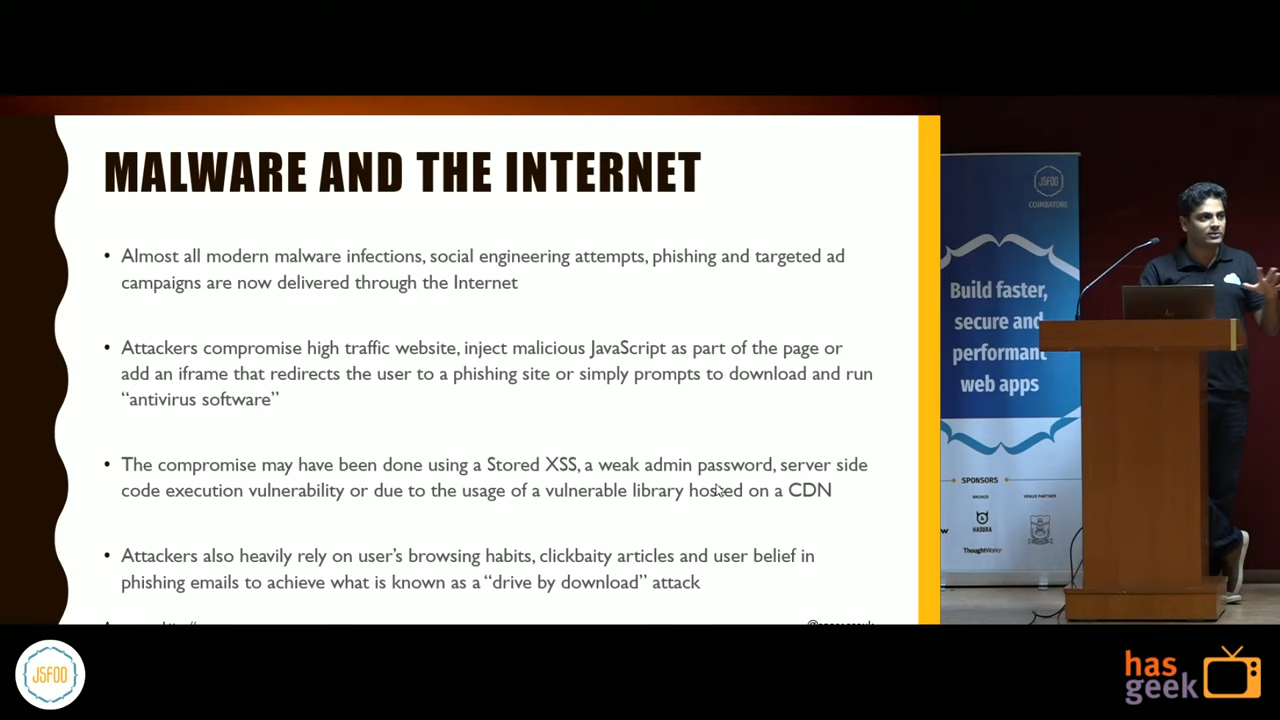 MALWARE AND THE INTERNET
• Almost all modern malware infections, social engineering attempts, phishing and targeted ad
campaigns are now delivered through the Internet
• Attackers compromise high traffic website, inject malicious JavaScript as part of the page or
add an iframe that redirects the user to a phishing site or simply prompts to download and run
“antivirus software”
• The compromise may have been done using a Stored XSS, a weak admin password, server side
code execution vulnerability or due to the usage of a vulnerable library hosted on a CDN
• Attackers also heavily rely on user’s browsing habits, clickbaity articles and user belief in
phishing emails to achieve what is known as a “drive by download” attack
JSFOO
COIMBATORE
Build faster,
secure and
performant
web apps
SPONSORS
BRONZE
VENUE PARTNER
HASURA
ThoughtWorks
JSFOO
has
geek